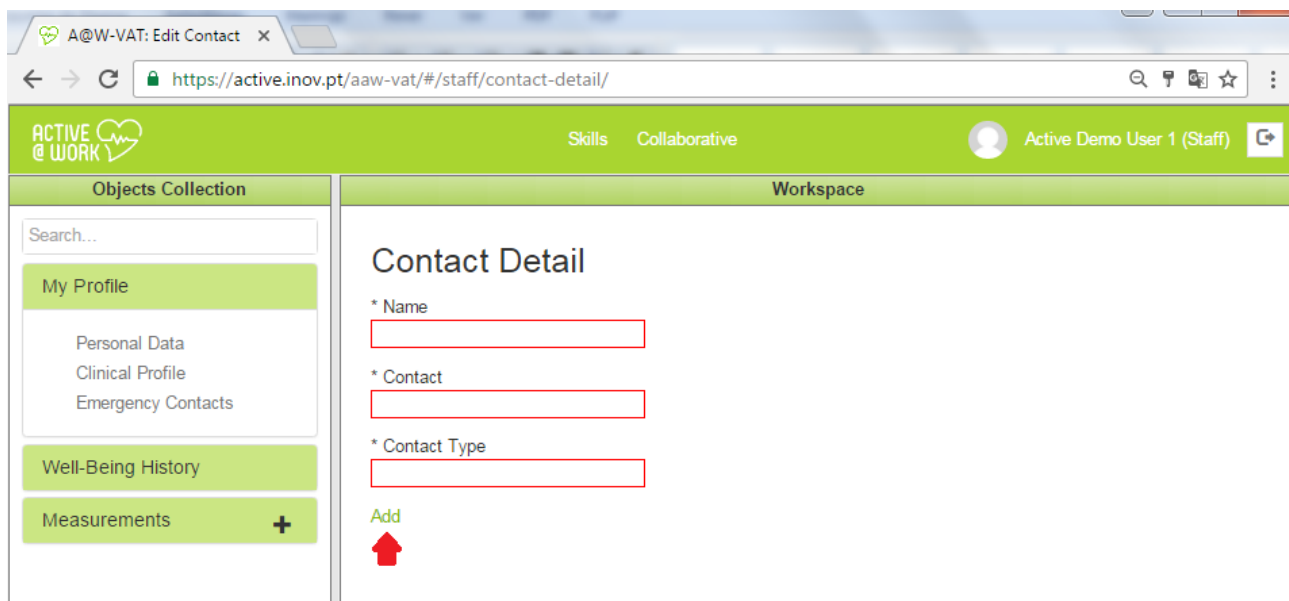 A@W-VAT: Edit Contact
https://active.inov.pt/aaw-vat/#/staff/contact-detail/
ACTIVE
@ WORK
Skills Collaborative
Active Demo User 1 (Staff)
Objects Collection
Workspace
Search...
My Profile
Personal Data
Clinical Profile
Emergency Contacts
Well-Being History
Measurements
Contact Detail
* Name
* Contact
* Contact Type
Add